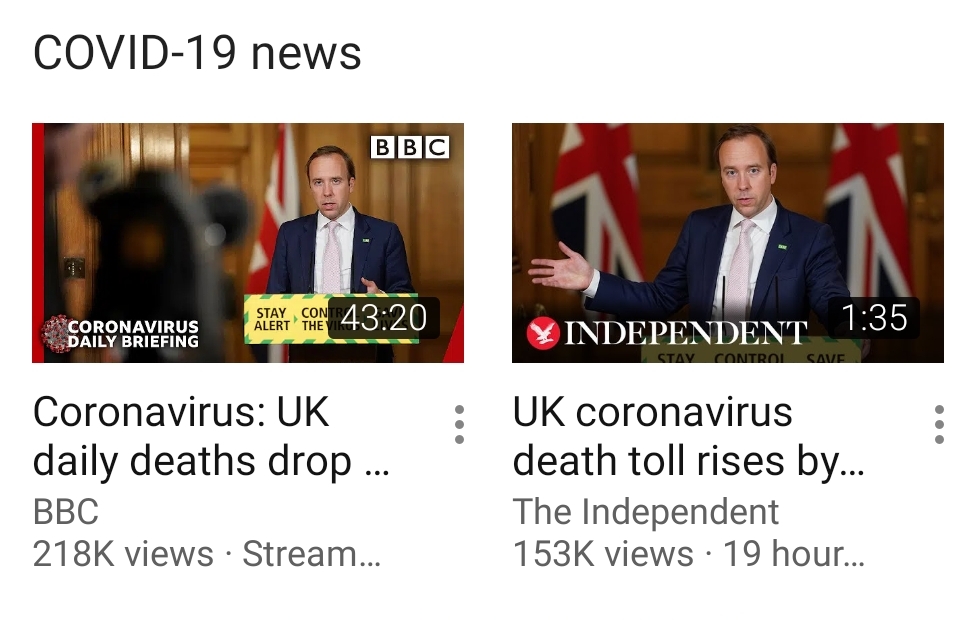 COVID-19 news
BBC
CORONAVIRUS
DAILY BRIEFING
STAY
ALERT
CONTR
THE
43:20
INDEPENDENT
1:35
STAY CONTROL SAVE
Coronavirus: UK
daily deaths drop ...
BBC
218K views · Stream...
UK coronavirus
death toll rises by...
The Independent
153K views · 19 hour...